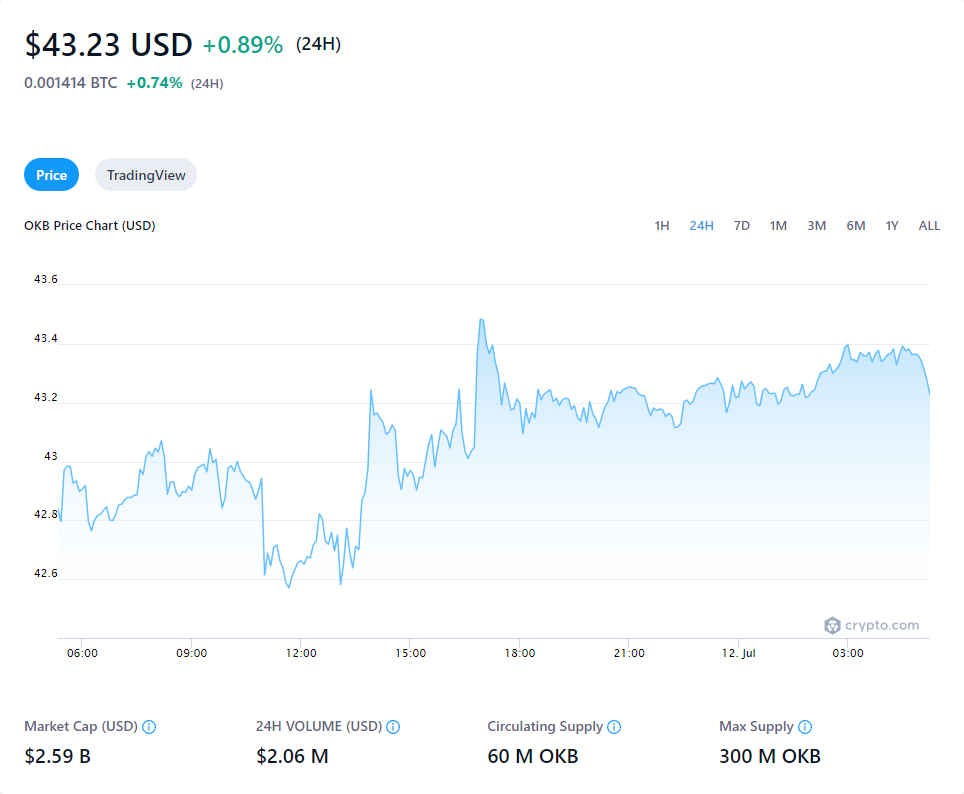 $43.23 USD +0.89% (24H)
0.001414 BTC +0.74% (24H)
Price TradingView
OKB Price Chart (USD) 1H 24H 7D 1M 3M 6M 1Y ALL
43.6
43.4
43.2
43
42.8
42.6
crypto.com
06:00 09:00 12:00 15:00 18:00 21:00 12. Jul 03:00
Market Cap (USD) 24H VOLUME (USD) Circulating Supply Max Supply
$2.59 B $2.06 M 60 M OKB 300 M OKB